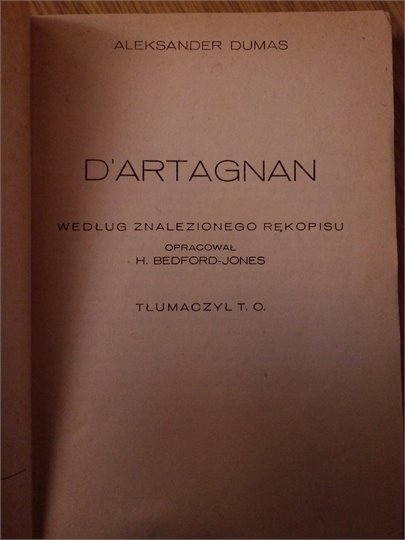 ALEKSANDER DUMAS
D'ARTAGNAN
WEDŁUG ZNALEZIONEGO RĘKOPISU
OPRACOWAŁ
H. BEDFORD-JONES
TŁUMACZYŁ T. O.